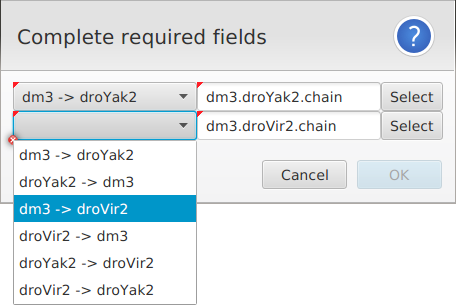 Complete required fields
?
dm3 -> droYak2 dm3.droYak2.chain Select
dm3.droVir2.chain Select
dm3 -> droYak2
droYak2 -> dm3
dm3 -> droVir2
droVir2 -> dm3
droYak2 -> droVir2
droVir2 -> droYak2
Cancel OK